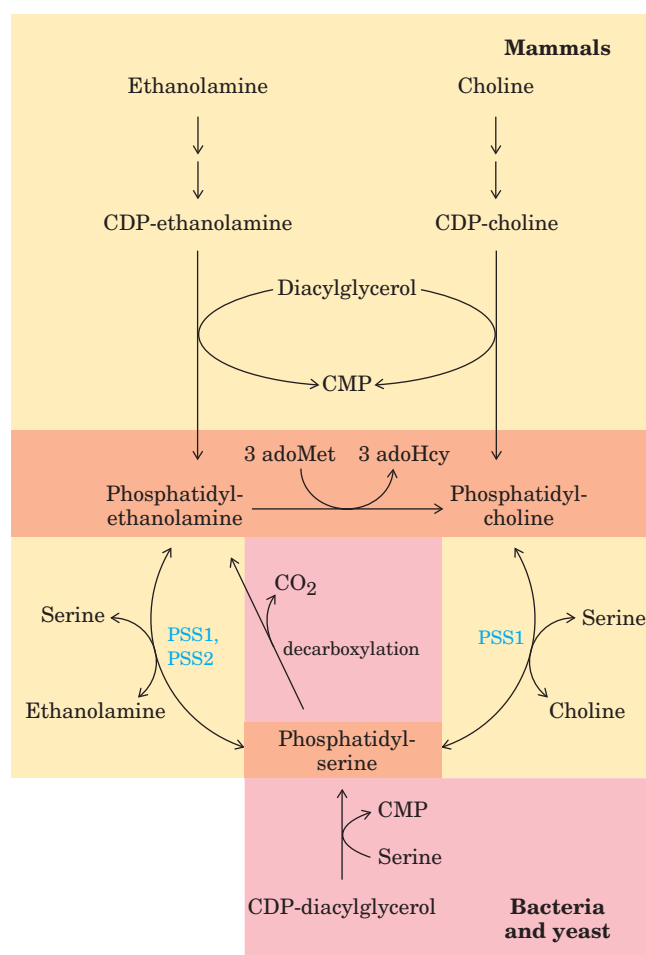 Mammals
Ethanolamine
Choline
CDP-ethanolamine
CDP-choline
Diacylglycerol
CMP
3 adoMet
3 adoHcy
Phosphatidyl-
ethanolamine
Phosphatidyl-
choline
CO2
Serine
PSS1,
PSS2
decarboxylation
PSS1
Serine
Ethanolamine
Choline
Phosphatidyl-
serine
CMP
Serine
CDP-diacylglycerol
Bacteria
and yeast